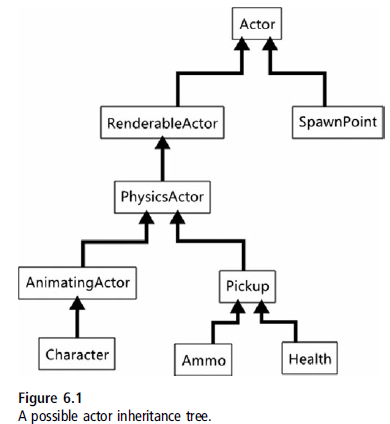 Actor
RenderableActor
SpawnPoint
PhysicsActor
AnimatingActor
Pickup
Character
Ammo
Health
Figure 6.1
A possible actor inheritance tree.